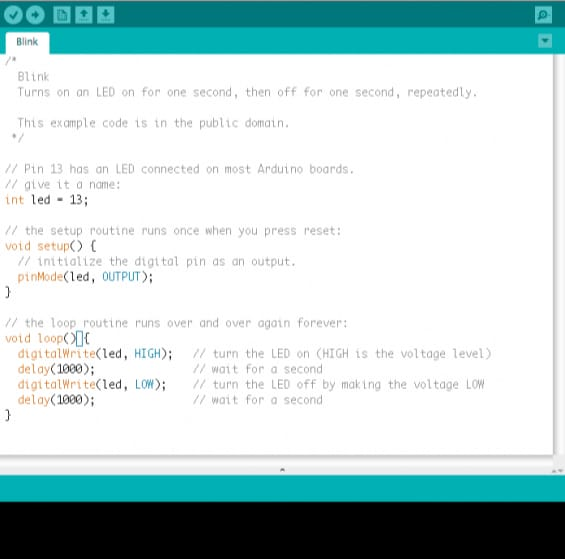 Blink
/*
Blink
Turns on an LED on for one second, then off for one second, repeatedly.
This example code is in the public domain.
*/
// Pin 13 has an LED connected on most Arduino boards.
// give it a name:
int led = 13;
// the setup routine runs once when you press reset:
void setup() {
// initialize the digital pin as an output.
pinMode(led, OUTPUT);
}
// the loop routine runs over and over again forever:
void loop() {
digitalWrite(led, HIGH); // turn the LED on (HIGH is the voltage level)
delay(1000); // wait for a second
digitalWrite(led, LOW); // turn the LED off by making the voltage LOW
delay(1000); // wait for a second
}